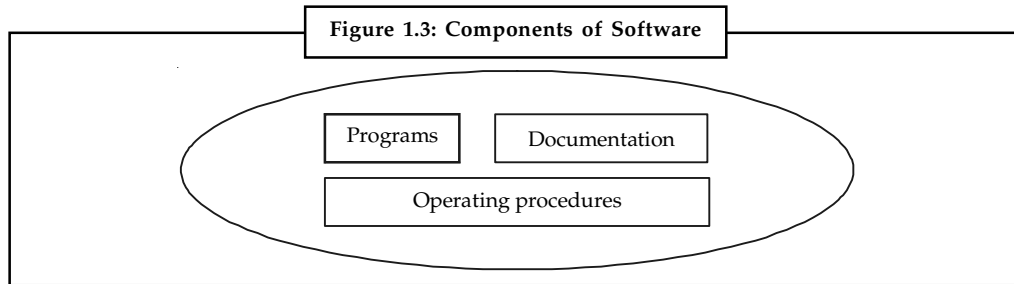 Figure 1.3: Components of Software
Programs
Documentation
Operating procedures